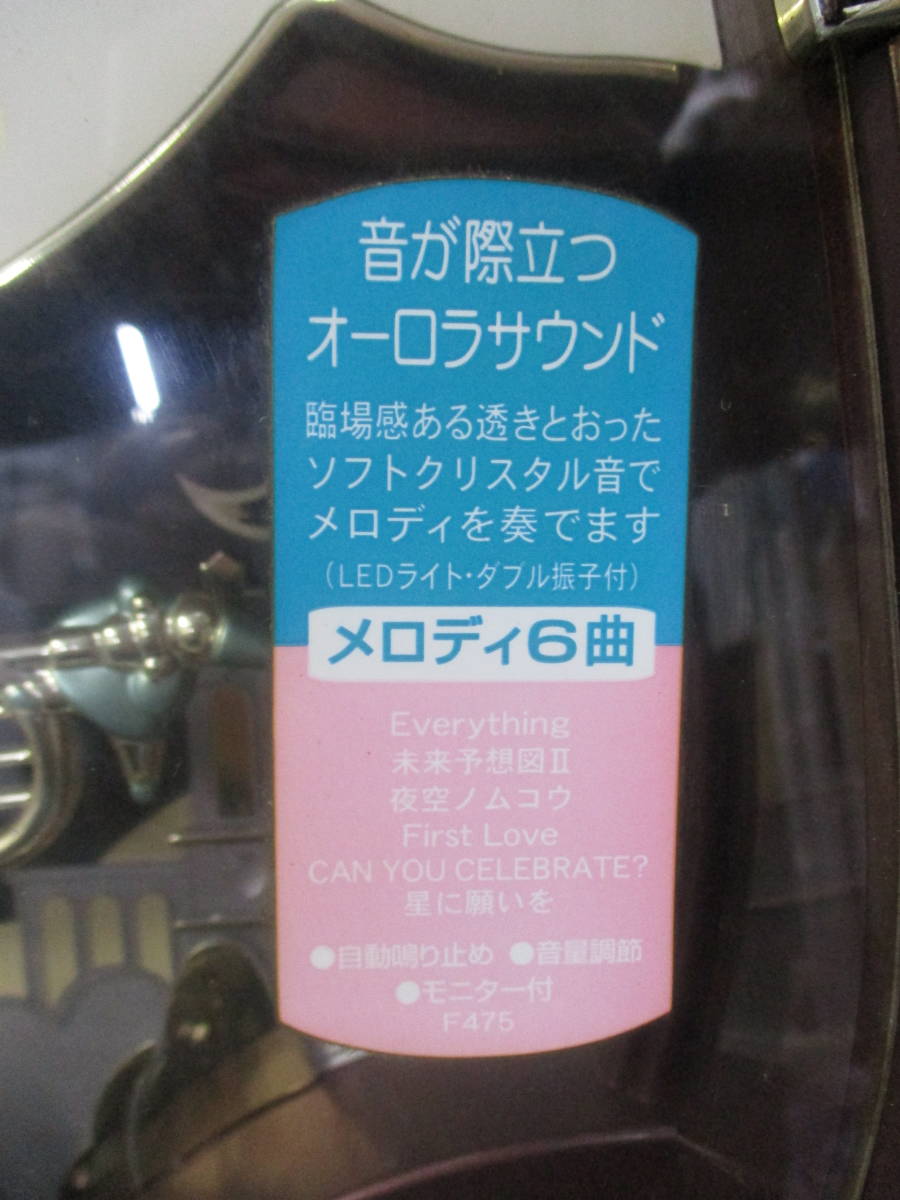 音が際立つ
オーロラサウンド
臨場感ある透きとおった
ソフトクリスタル音で
メロディを奏でます
（LEDライト・ダブル振子付）
メロディ6曲
Everything
未来予想図Ⅱ
夜空ノムコウ
First Love
CAN YOU CELEBRATE?
星に願いを
●自動鳴り止め ●音量調節
●モニター付
F475